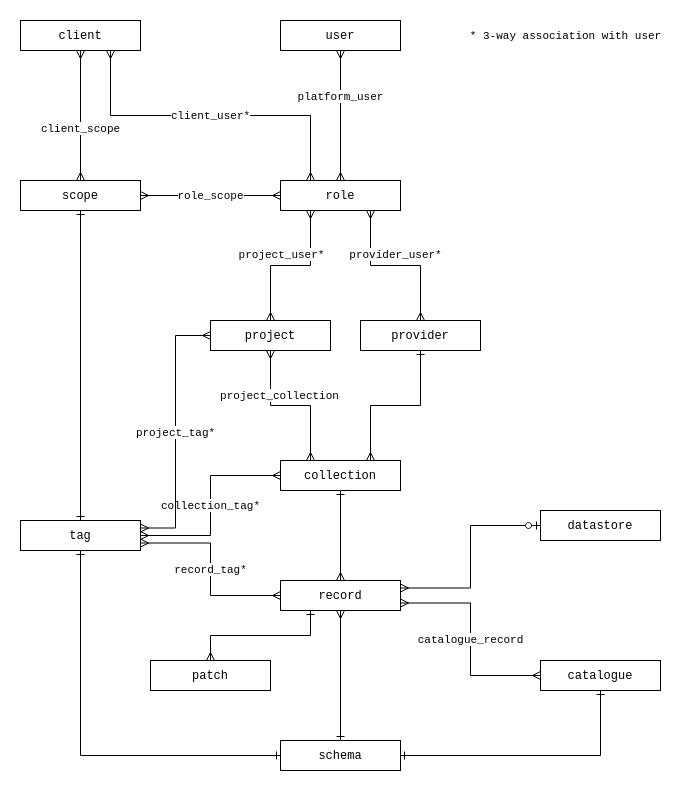 client
user
* 3-way association with user
platform_user
client_user*
client_scope
scope
role_scope
role
project_user*
provider_user*
project
provider
project_collection
project_tag*
collection
collection_tag*
datastore
tag
record_tag*
record
catalogue_record
patch
catalogue
schema